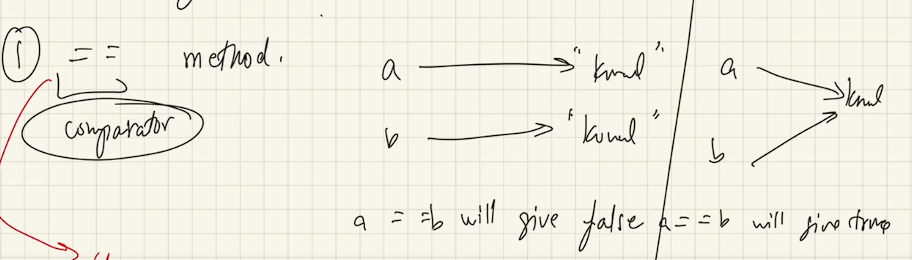 ① == method.
comparator
a → "kunal"
b → "kunal"
a ==b will give false
a
b
kunal
a==b will give true